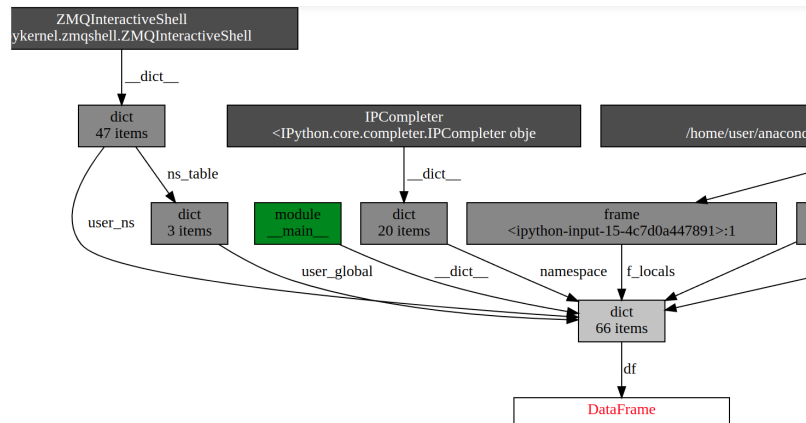 ZMQInteractiveShell
ykernel.zmqshell.ZMQInteractiveShell
__dict__
dict
47 items
IPCompleter
<IPython.core.completer.IPCompleter obje
/home/user/anacond
ns_table
__dict__
user_ns
dict
3 items
module
__main__
dict
20 items
frame
<ipython-input-15-4c7d0a447891>:1
user_global
__dict__
namespace
f_locals
dict
66 items
df
DataFrame